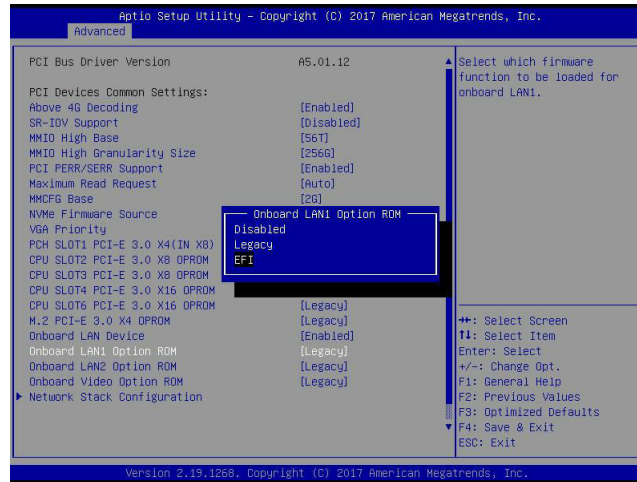 Aptio Setup Utility – Copyright (C) 2017 American Megatrends, Inc.
Advanced
PCI Bus Driver Version A5.01.12
PCI Devices Common Settings:
Above 4G Decoding [Enabled]
SR-IOV Support [Disabled]
MMIO High Base [56T]
MMIO High Granularity Size [256G]
PCI PERR/SERR Support [Enabled]
Maximum Read Request [Auto]
MMCFG Base [2G]
NVMe Firmware Source
VGA Priority
PCH SLOT1 PCI-E 3.0 X4(IN X8)
CPU SLOT2 PCI-E 3.0 X8 OPROM
CPU SLOT3 PCI-E 3.0 X8 OPROM
CPU SLOT4 PCI-E 3.0 X16 OPROM
CPU SLOT6 PCI-E 3.0 X16 OPROM [Legacy]
M.2 PCI-E 3.0 X4 OPROM [Legacy]
Onboard LAN Device [Enabled]
Onboard LAN1 Option ROM [Legacy]
Onboard LAN2 Option ROM [Legacy]
Onboard Video Option ROM [Legacy]
Network Stack Configuration
Onboard LAN1 Option ROM
Disabled
Legacy
EFI
Select which firmware
function to be loaded for
onboard LAN1.
→←: Select Screen
↑↓: Select Item
Enter: Select
+/-: Change Opt.
F1: General Help
F2: Previous Values
F3: Optimized Defaults
F4: Save & Exit
ESC: Exit
Version 2.19.1268. Copyright (C) 2017 American Megatrends, Inc.